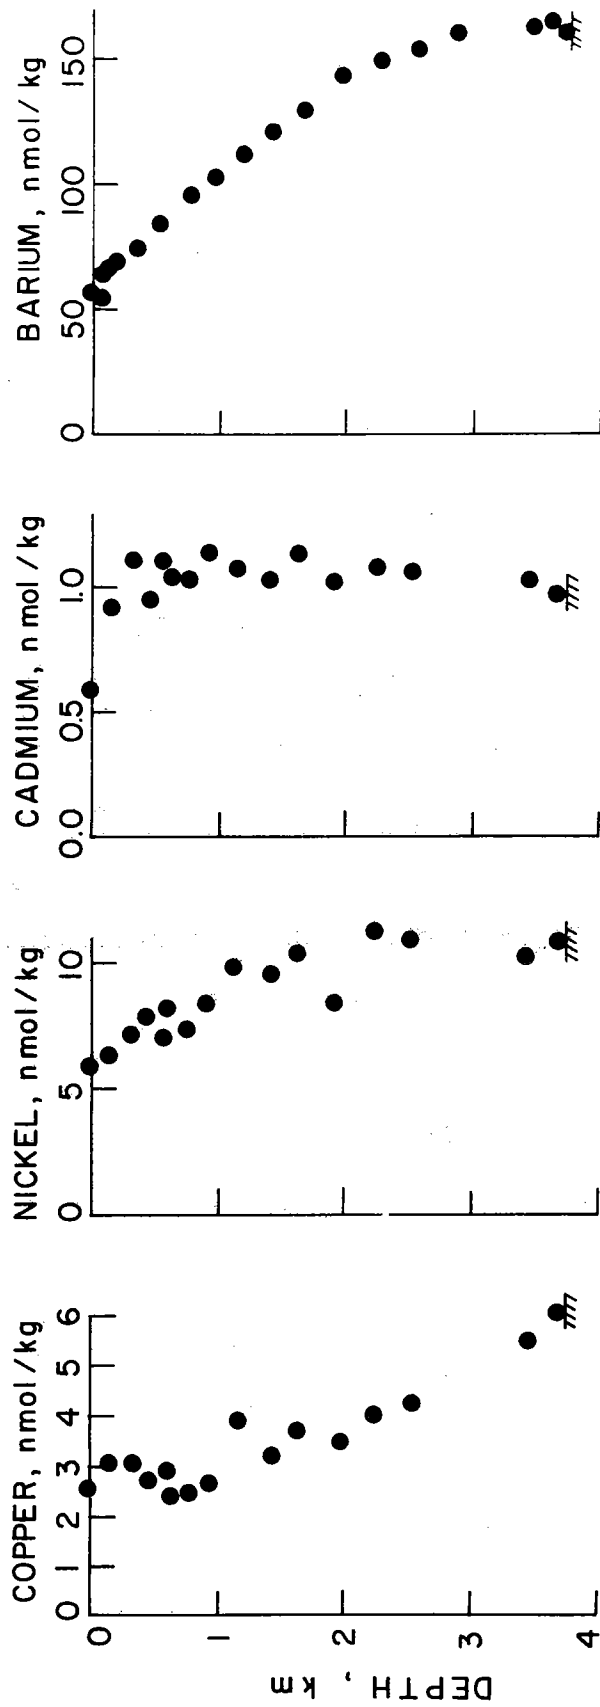 COPPER, nmol/kg
0 1 2 3 4 5 6
NICKEL, nmol/kg
0 5 10
CADMIUM, nmol/kg
0.0 0.5 1.0
BARIUM, nmol/kg
0 50 100 150
DEPTH, km
0
1
2
3
4